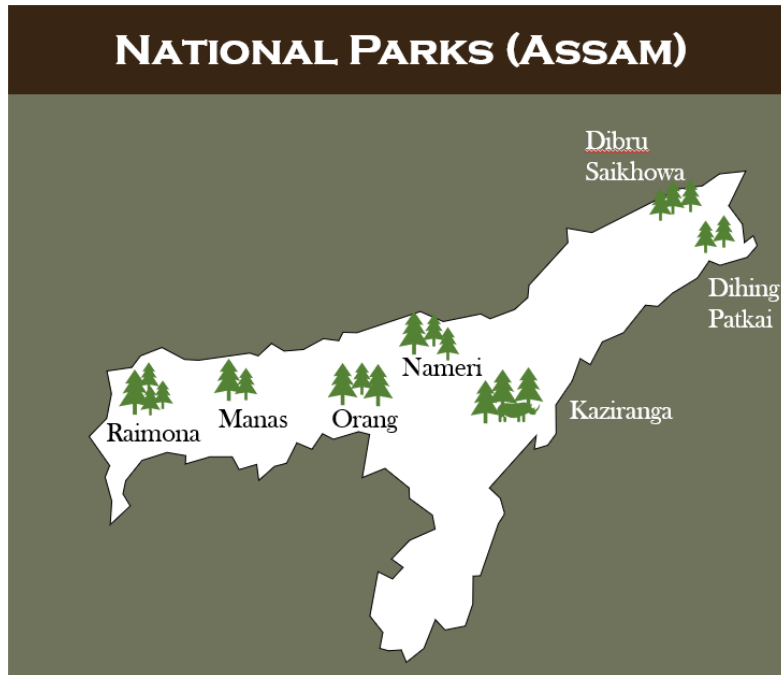 NATIONAL PARKS (ASSAM)
Dibru
Saikhowa
Dihing
Patkai
Nameri
Kaziranga
Raimona
Manas
Orang